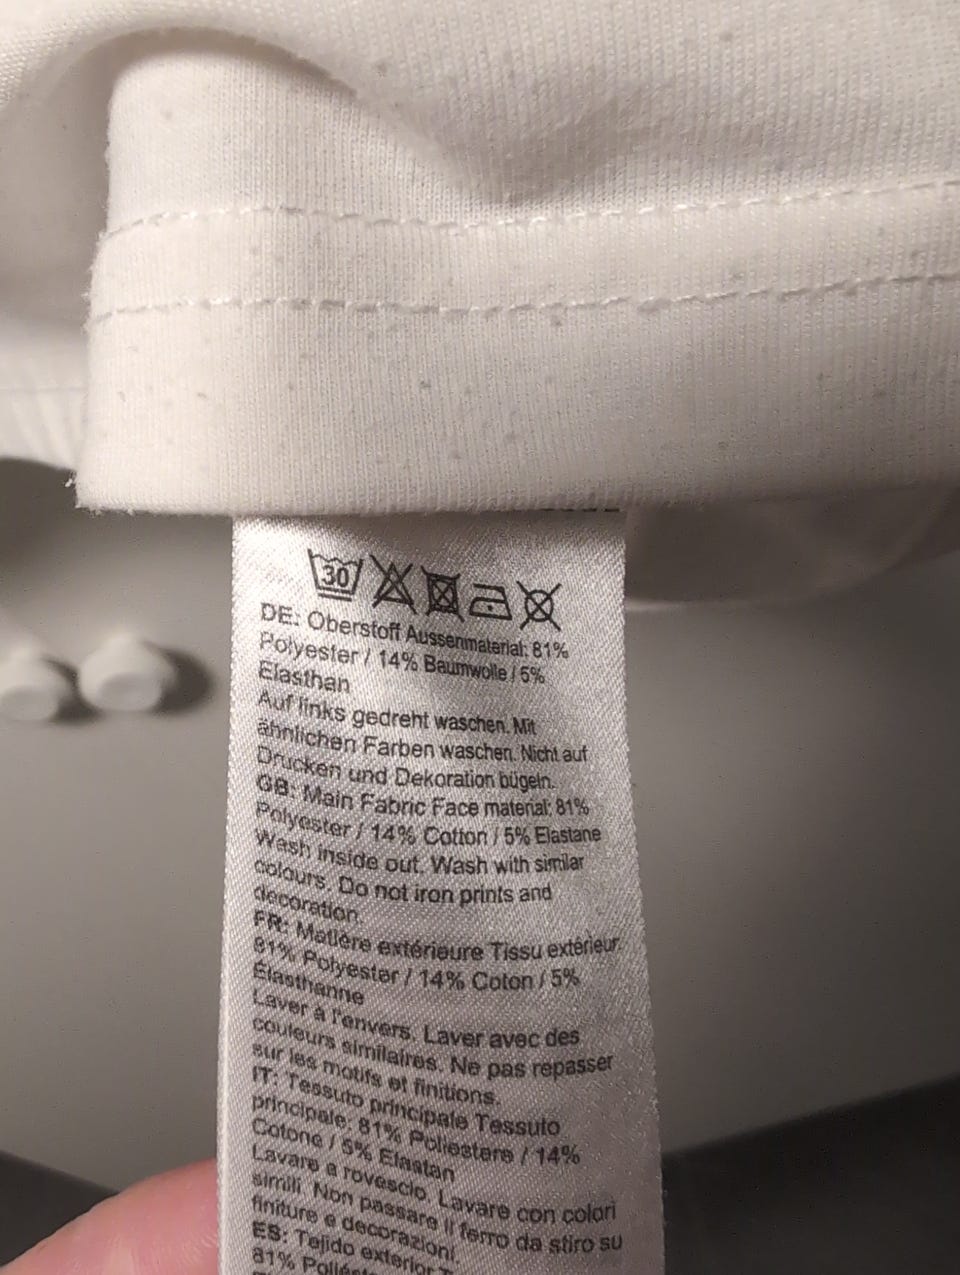 30
DE: Oberstoff Aussenmaterial: 81%
Polyester / 14% Baumwolle / 5%
Elasthan
Auf links gedreht waschen. Mit
ähnlichen Farben waschen. Nicht auf
Drucken und Dekoration bügeln.
GB: Main Fabric Face material: 81%
Polyester / 14% Cotton / 5% Elastane
Wash inside out. Wash with similar
colours. Do not iron prints and
decoration.
FR: Matière extérieure Tissu extérieur:
81% Polyester / 14% Coton / 5%
Élasthanne
Laver à l'envers. Laver avec des
couleurs similaires. Ne pas repasser
sur les motifs et finitions.
IT: Tessuto principale Tessuto
principale: 81% Poliestere / 14%
Cotone / 5% Elastan
Lavare a rovescio. Lavare con colori
simili. Non passare il ferro da stiro su
finiture e decorazioni.
ES: Tejido exterior
81%